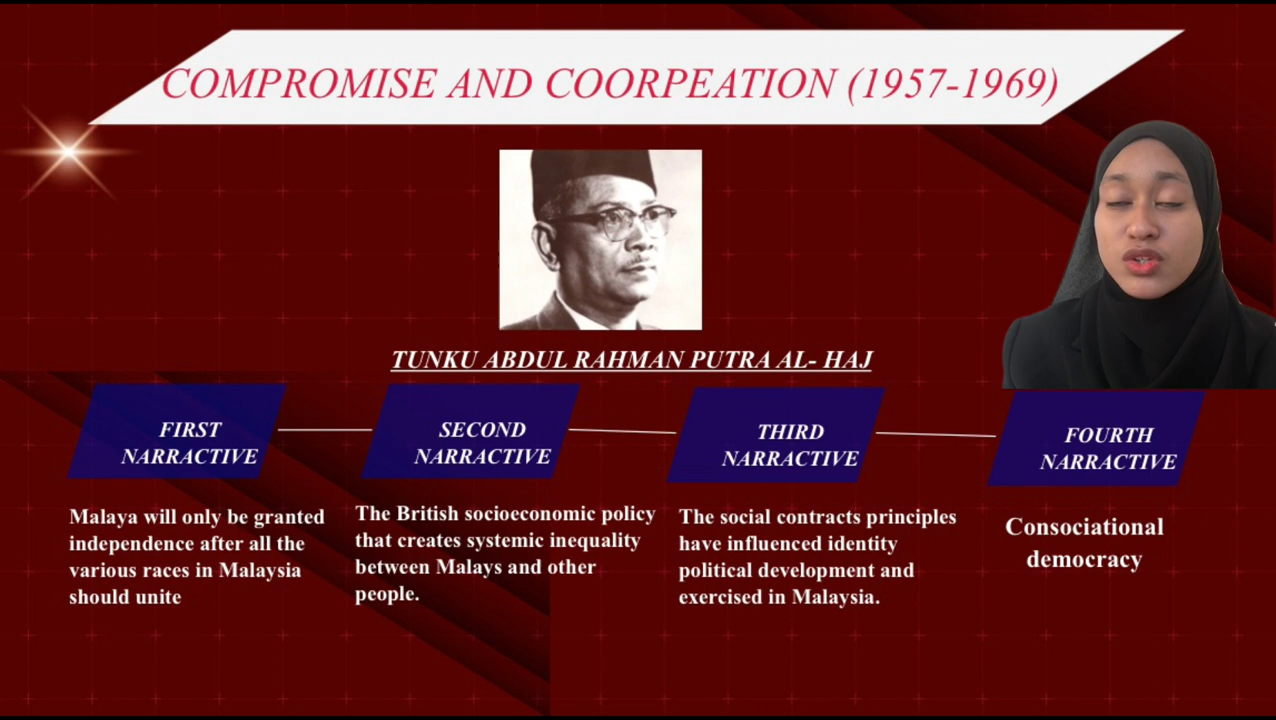 COMPROMISE AND COORPEATION (1957-1969)
TUNKU ABDUL RAHMAN PUTRA AL- HAJ
FIRST
NARRACTIVE
Malaya will only be granted
independence after all the
various races in Malaysia
should unite
SECOND
NARRACTIVE
The British socioeconomic policy
that creates systemic inequality
between Malays and other
people.
THIRD
NARRACTIVE
The social contracts principles
have influenced identity
political development and
exercised in Malaysia.
FOURTH
NARRACTIVE
Consociational
democracy